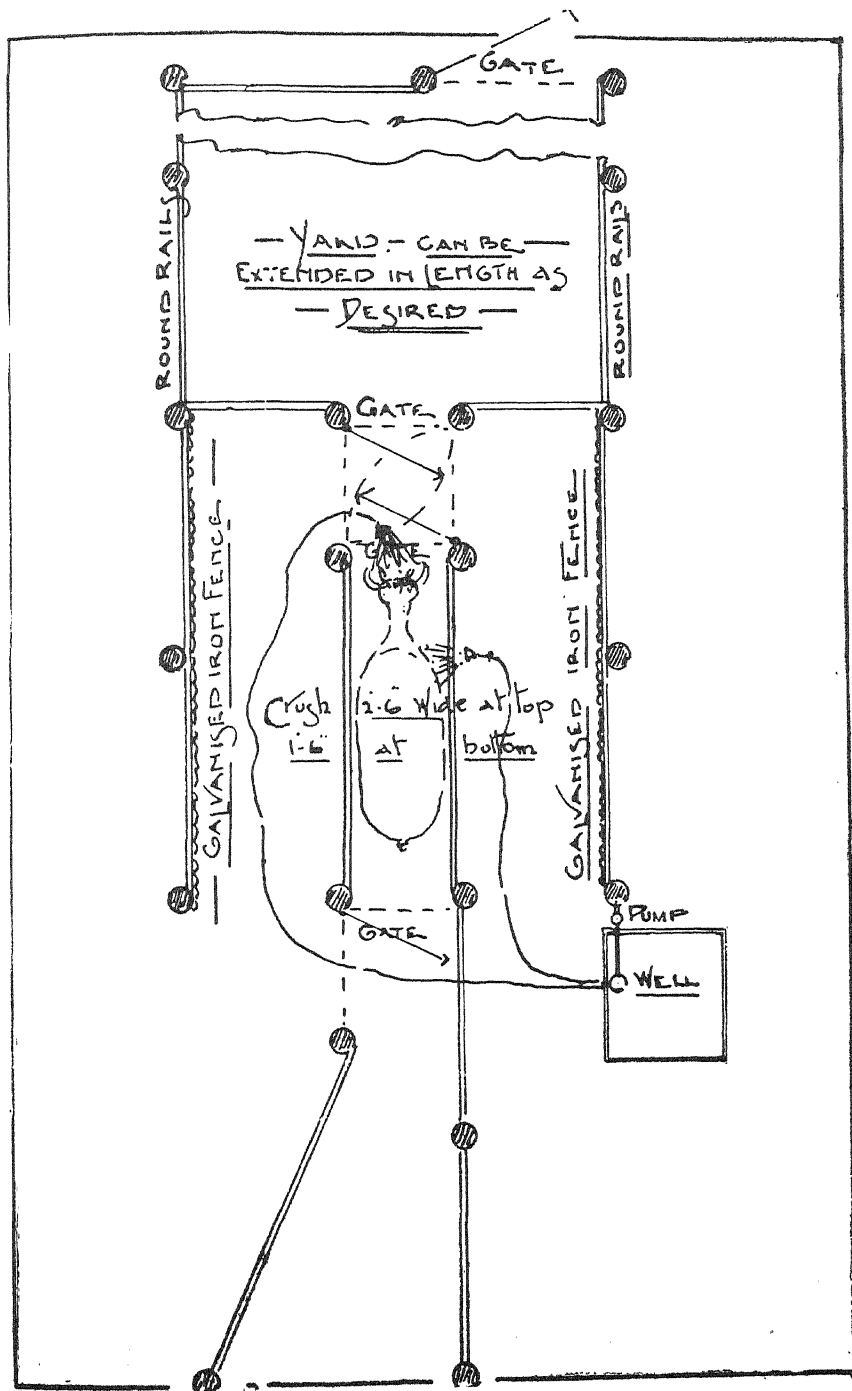 GATE
ROUND RAILS
— YARD. — CAN BE —
EXTENDED IN LENGTH AS
— DESIRED —
ROUND RAILS
GATE
GALVANISED IRON FENCE
GATE
GALVANISED IRON FENCE
Crush 2-6" Wide at top
1-6" at bottom
GATE
PUMP
WELL